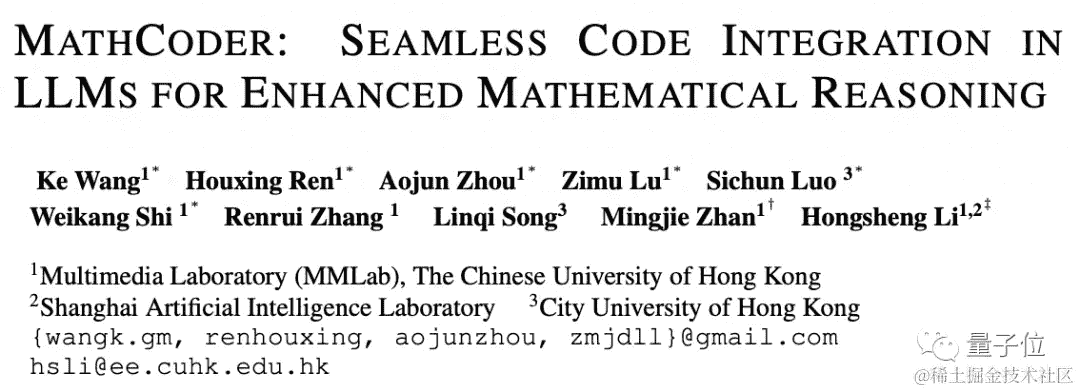 MATHCODER: SEAMLESS CODE INTEGRATION IN
LLMS FOR ENHANCED MATHEMATICAL REASONING
Ke Wang1* Houxing Ren1* Aojun Zhou1* Zimu Lu1* Sichun Luo 3*
Weikang Shi 1* Renrui Zhang 1 Linqi Song3 Mingjie Zhan1† Hongsheng Li1,2‡
1Multimedia Laboratory (MMLab), The Chinese University of Hong Kong
2Shanghai Artificial Intelligence Laboratory 3City University of Hong Kong
{wangk.gm, renhouxing, aojunzhou, zmjdll}@gmail.com
hsli@ee.cuhk.edu.hk
量子位
@稀土掘金技术社区